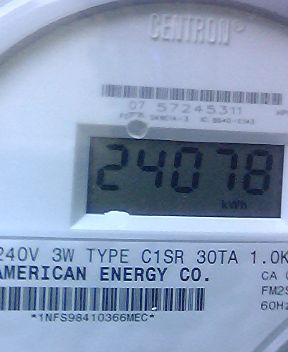 CENTRON®
07 57245311
24078
kWh
240V 3W TYPE C1SR 30TA 1.0K
AMERICAN ENERGY CO.
CA
FM2S
60Hz
*1NFS98410366MEC*